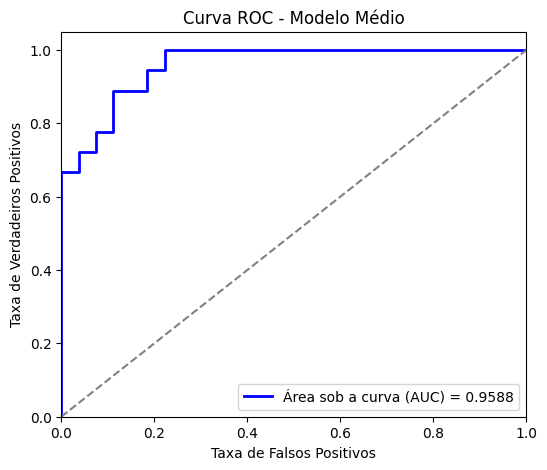 Curva ROC - Modelo Médio
Taxa de Verdadeiros Positivos
1.0
0.8
0.6
0.4
0.2
0.0
Área sob a curva (AUC) = 0.9588
0.0 0.2 0.4 0.6 0.8 1.0
Taxa de Falsos Positivos